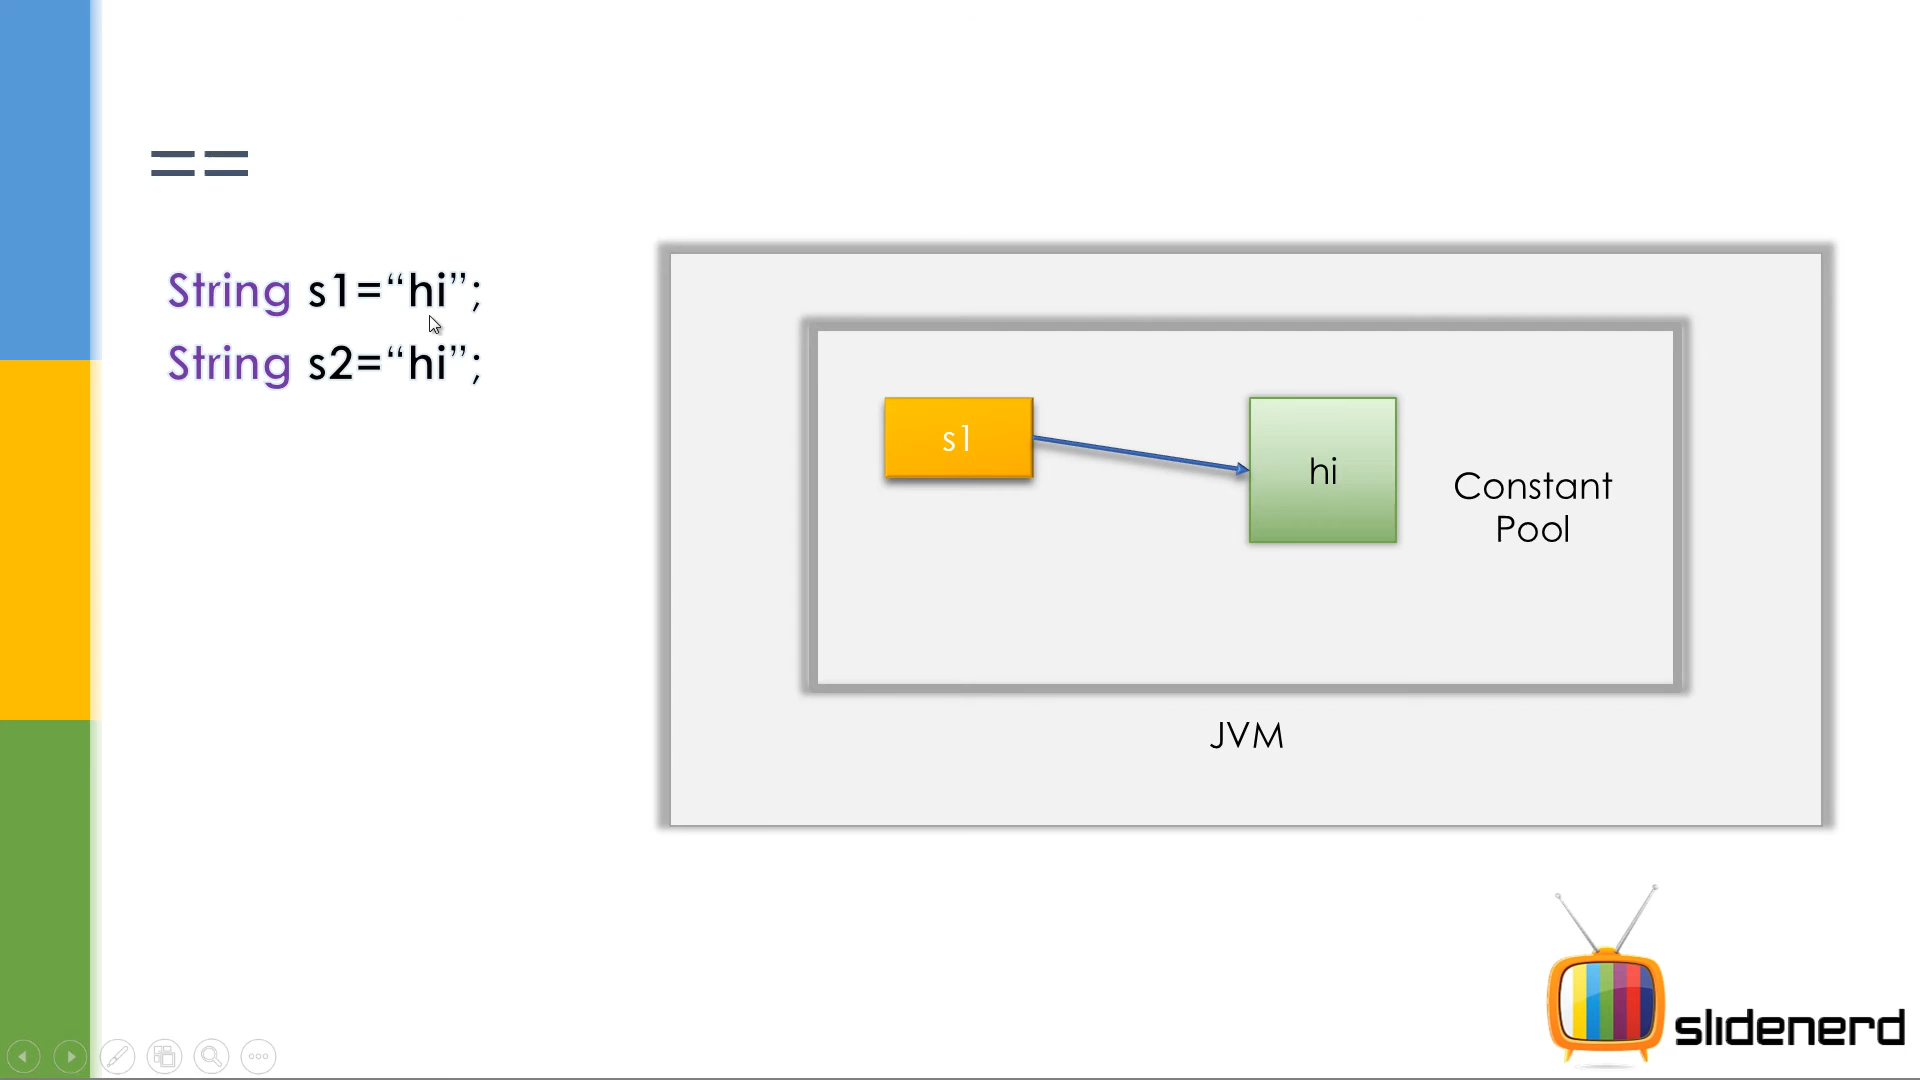 ==
String s1=“hi”;
String s2=“hi”;
s1
hi
Constant
Pool
JVM
slidenerd